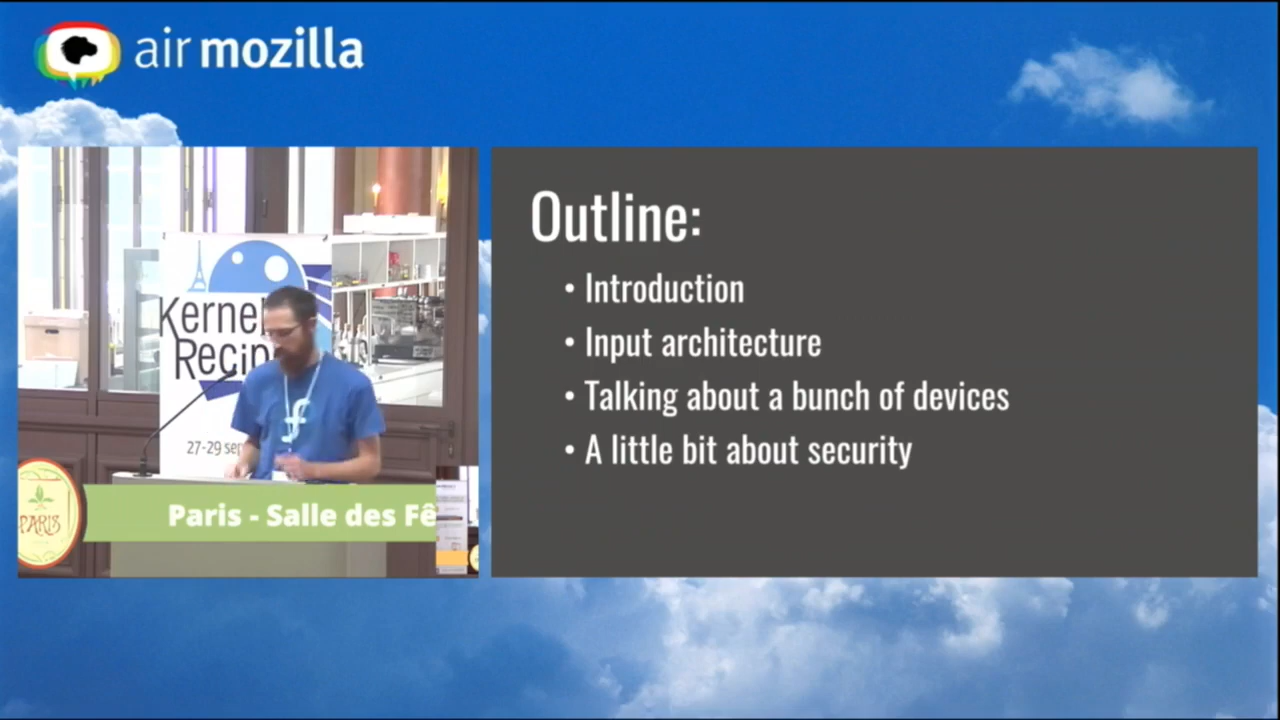 air mozilla
Kernel
Recip
27-29 sep
PARIS
Paris - Salle des Fê
Outline:
• Introduction
• Input architecture
• Talking about a bunch of devices
• A little bit about security